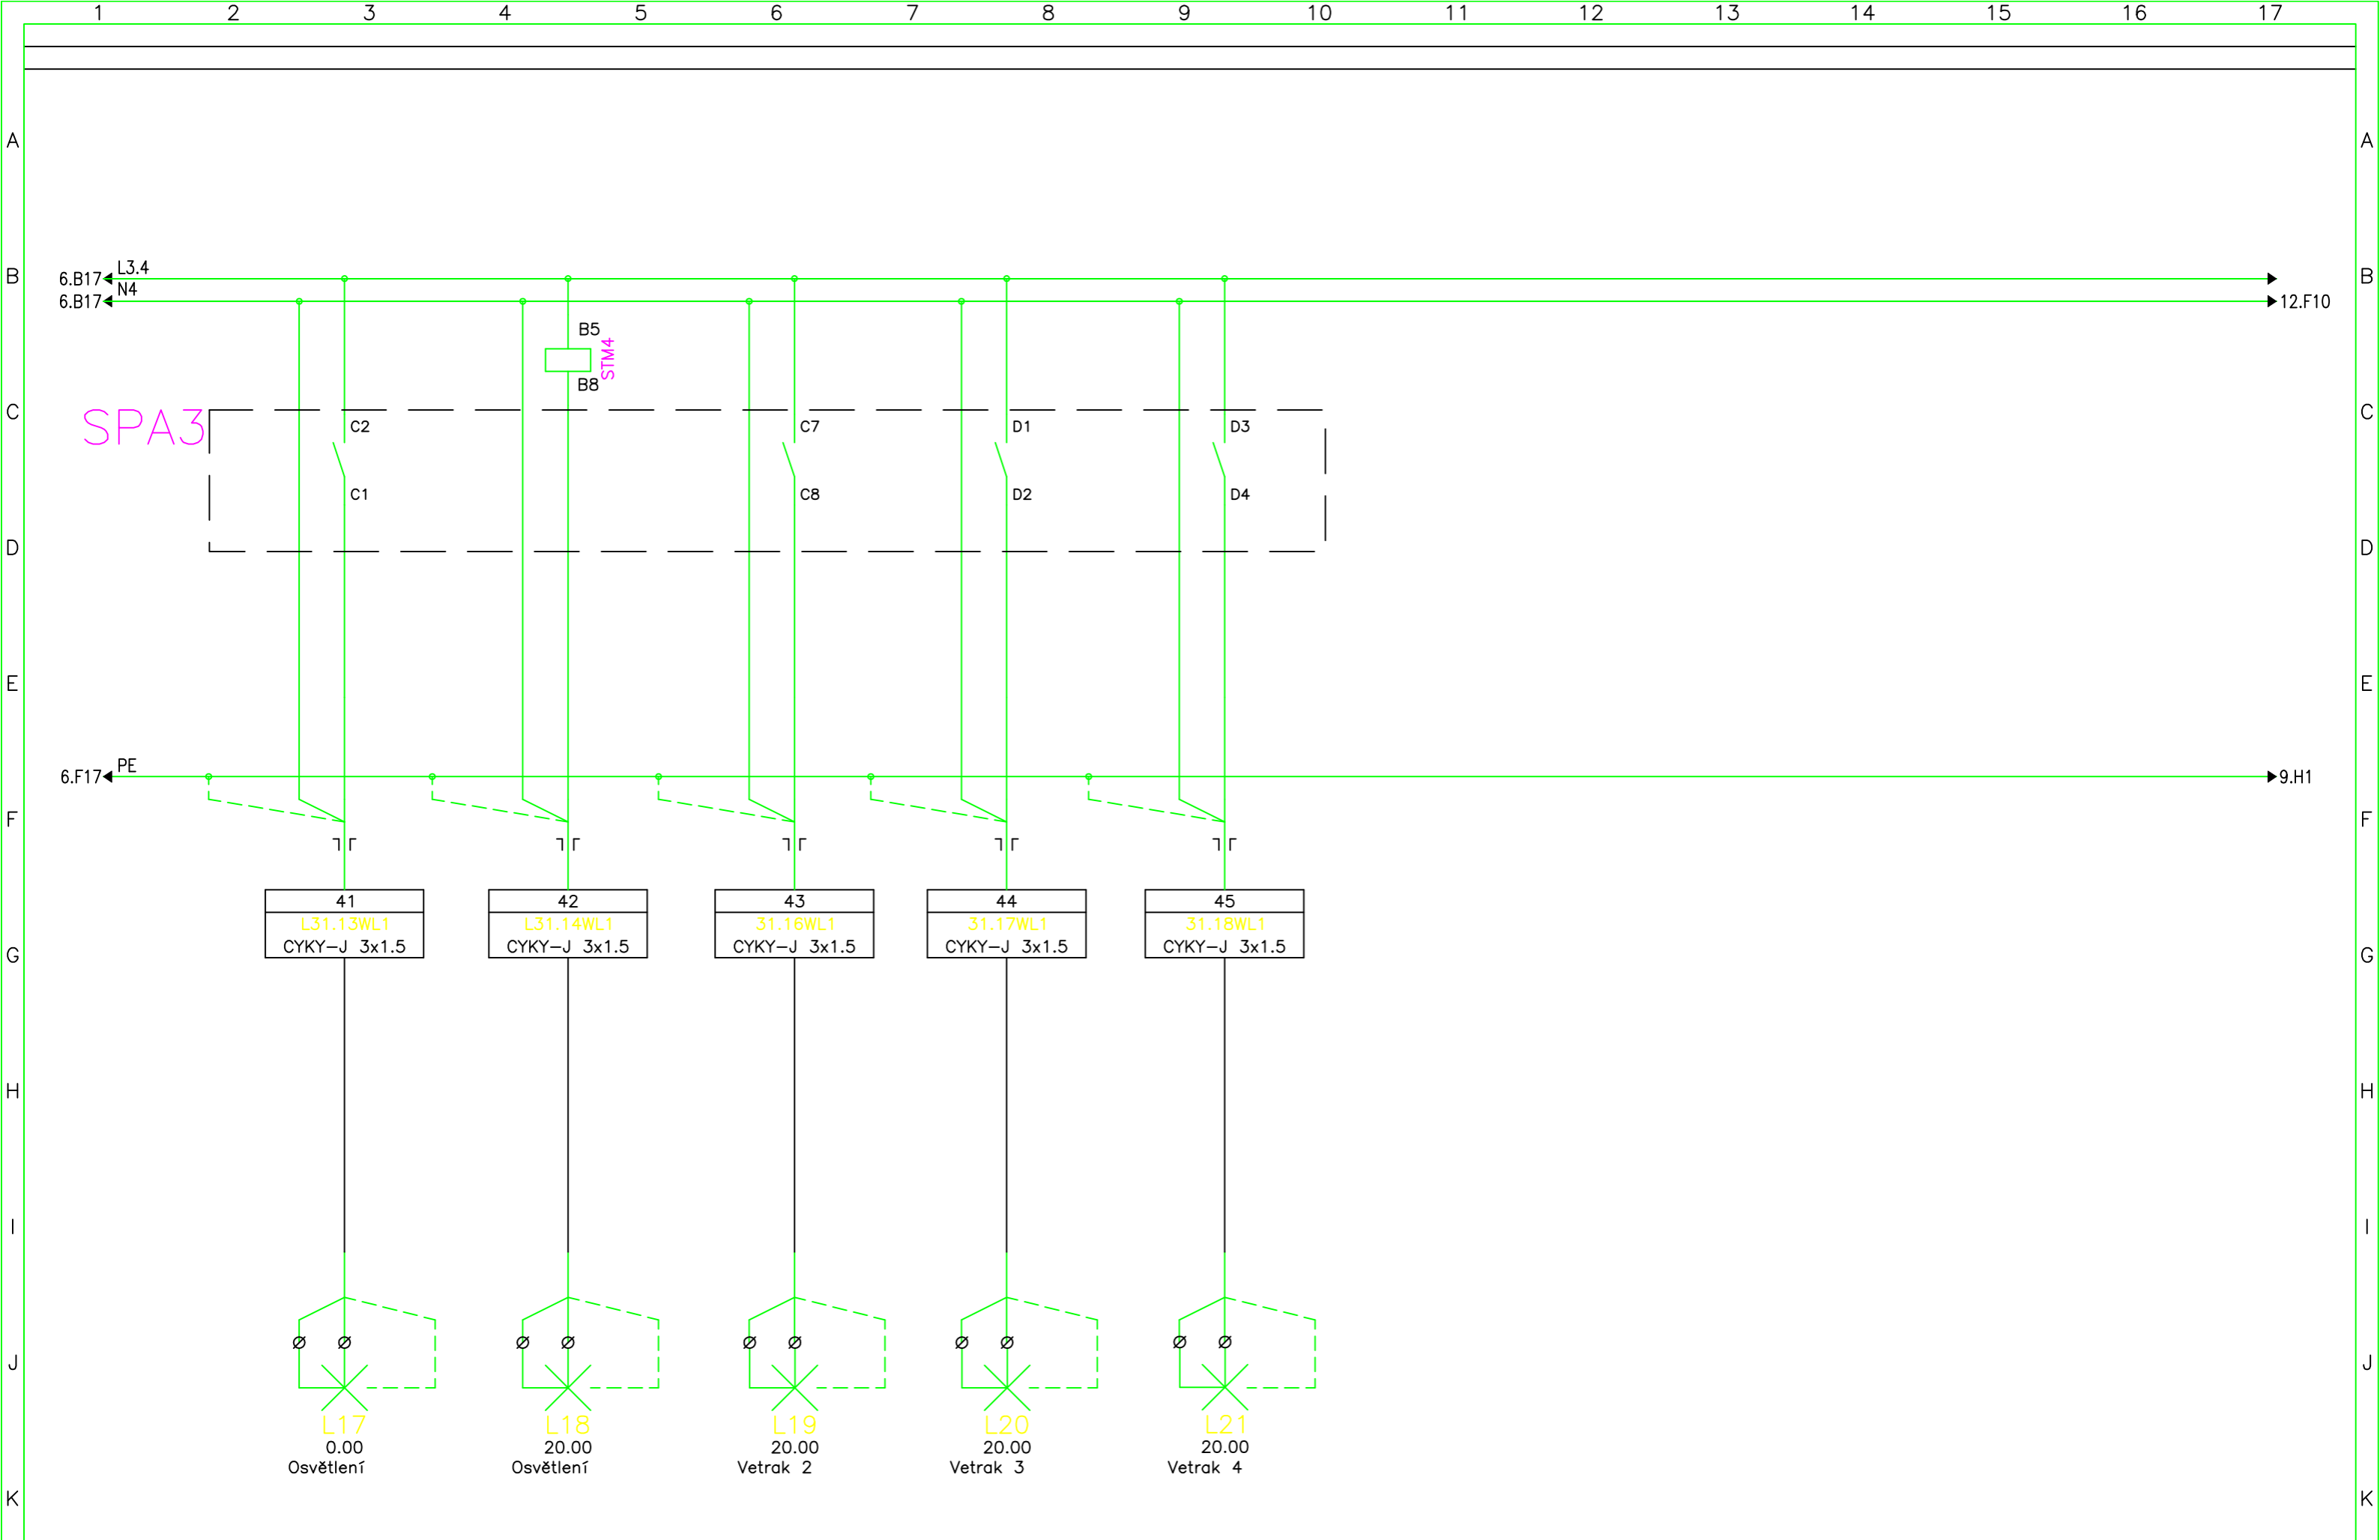 1 2 3 4 5 6 7 8 9 10 11 12 13 14 15 16 17
A A
L3.4
B 6.B17 B
N4
6.B17 12.F10
B5
STM4
B8
C SPA3 C
C2 C7 D1 D3
C1 C8 D2 D4
D D
E E
PE
6.F17 9.H1
F F
41 42 43 44 45
L31.13WL1 L31.14WL1 31.16WL1 31.17WL1 31.18WL1
CYKY-J 3x1.5 CYKY-J 3x1.5 CYKY-J 3x1.5 CYKY-J 3x1.5 CYKY-J 3x1.5
G G
H H
I I
J J
L17 L18 L19 L20 L21
0.00 20.00 20.00 20.00 20.00
Osvětlení Osvětlení Vetrak 2 Vetrak 3 Vetrak 4
K K